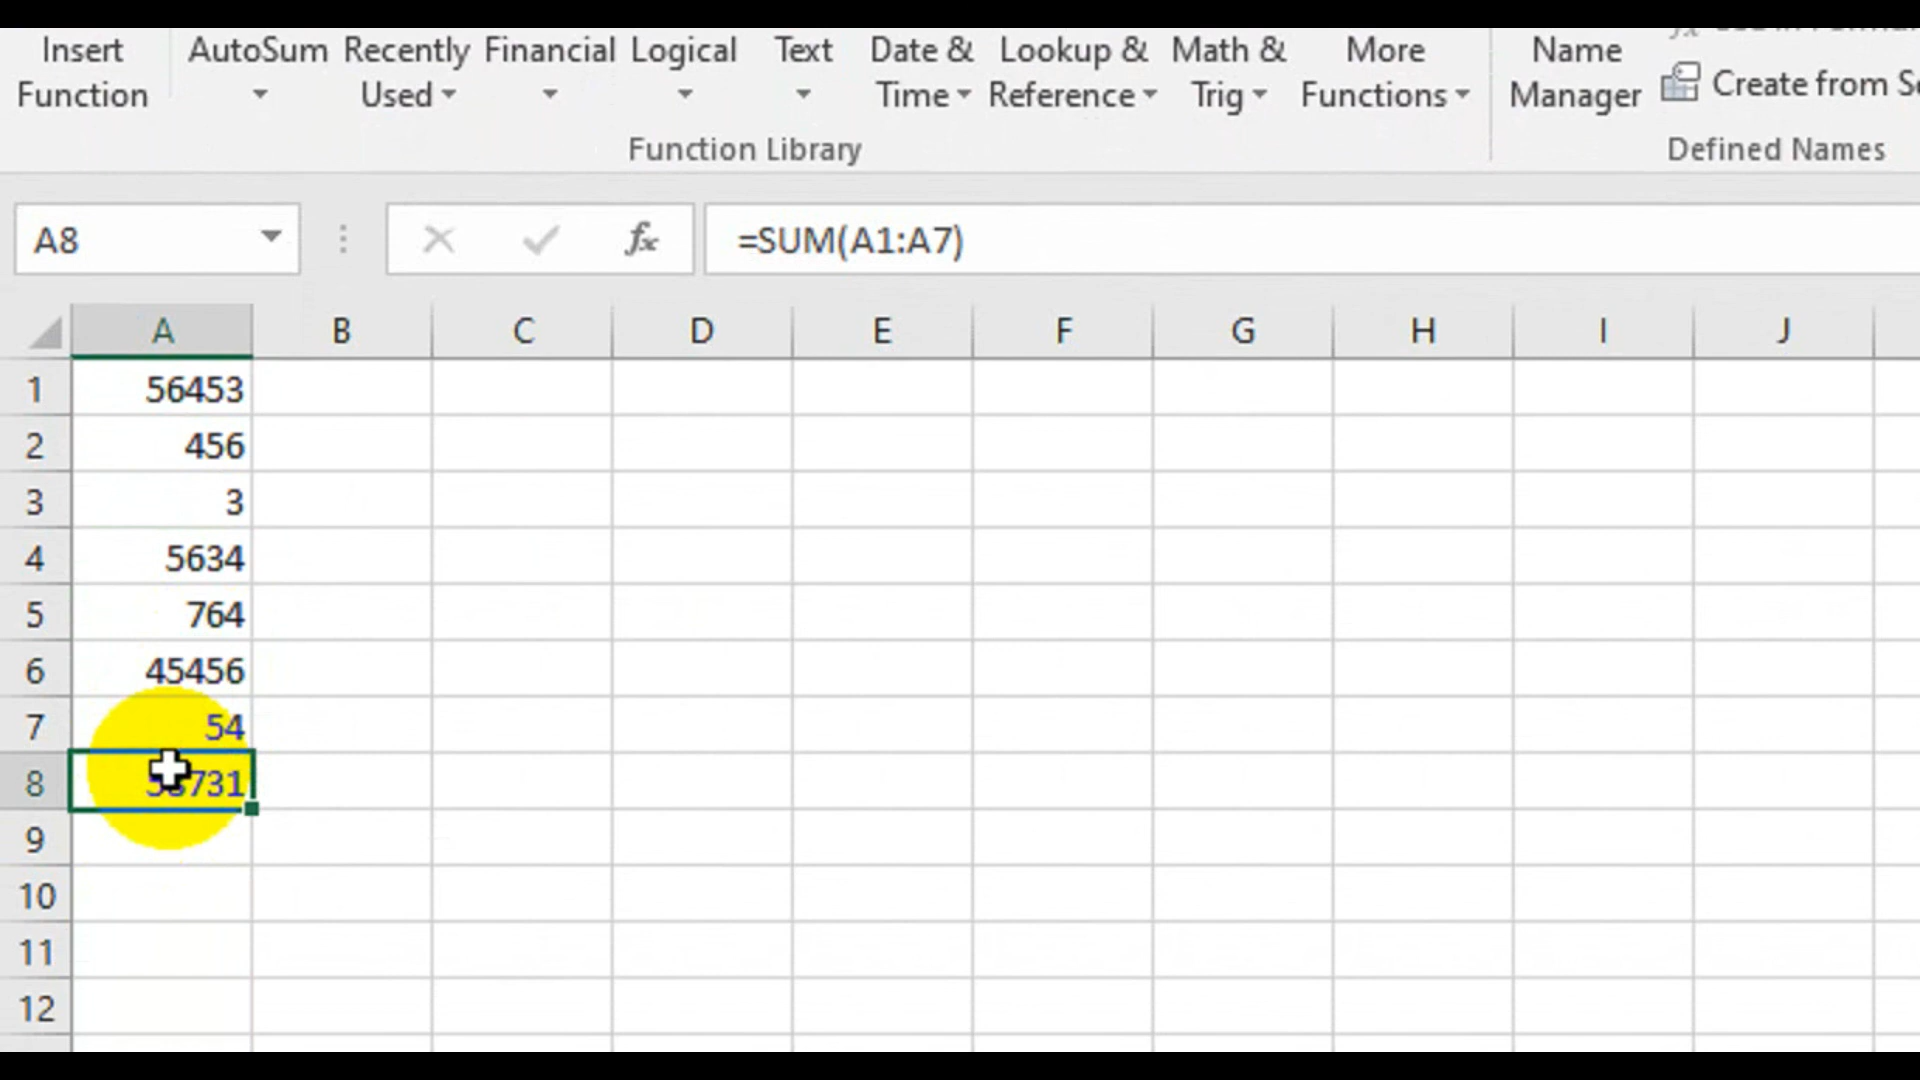 Insert Function
AutoSum
Recently Used
Financial
Logical
Text
Date & Time
Lookup & Reference
Math & Trig
More Functions
Name Manager
Create from
Function Library
Defined Names
A8
fx
=SUM(A1:A7)
A B C D E F G H I J
1 56453
2 456
3 3
4 5634
5 764
6 45456
7 54
8
9
10
11
12